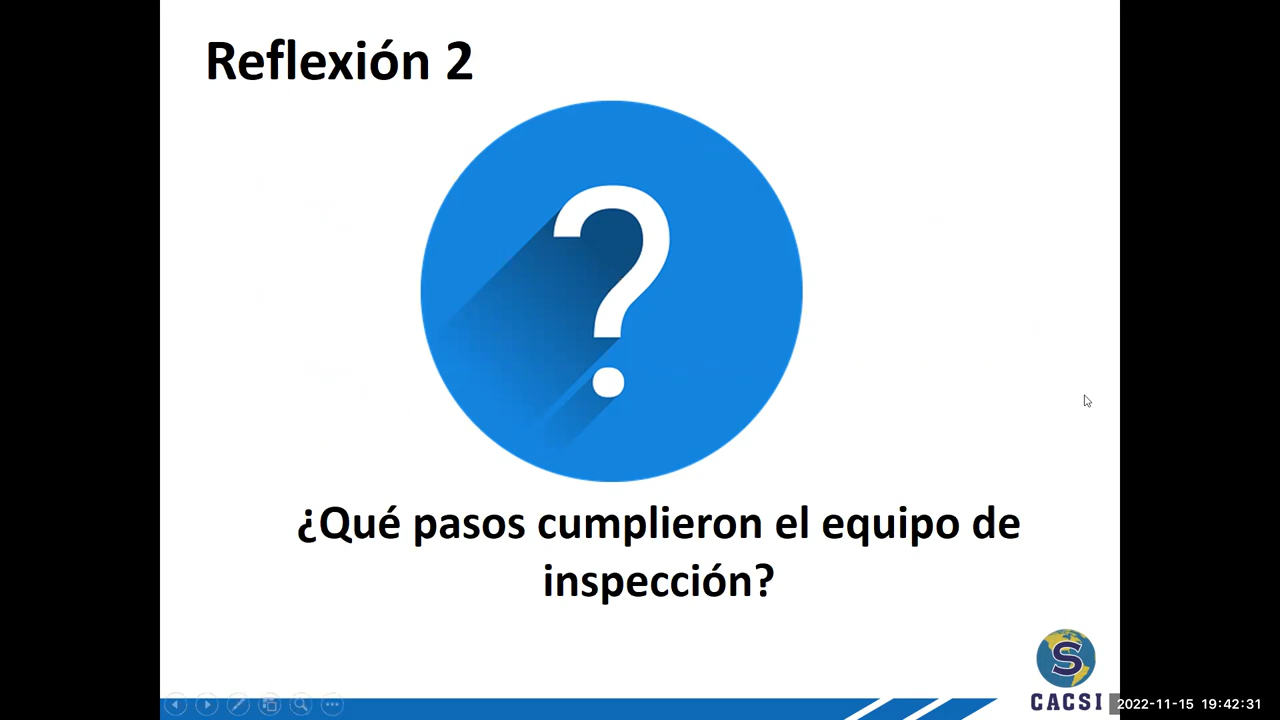 Reflexión 2
?
¿Qué pasos cumplieron el equipo de
inspección?
S
CACSI
2022-11-15 19:42:31